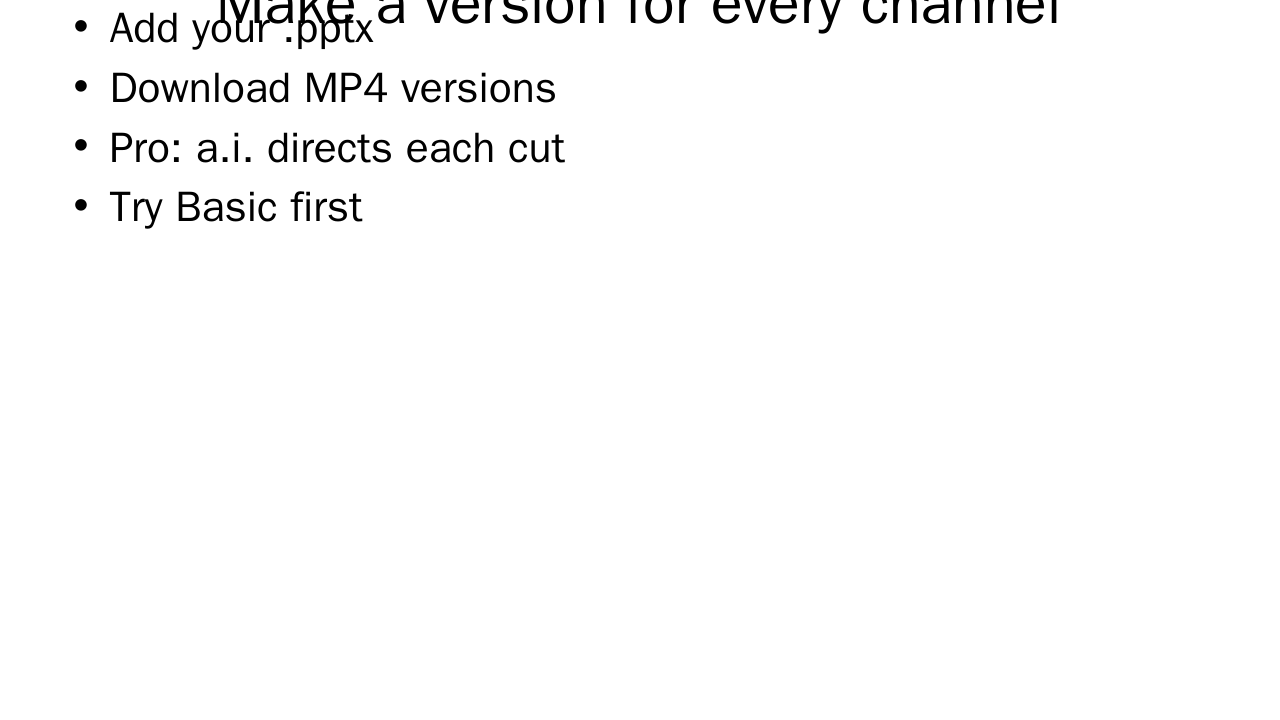 Make a version for every channel
• Add your .pptx
• Download MP4 versions
• Pro: a.i. directs each cut
• Try Basic first